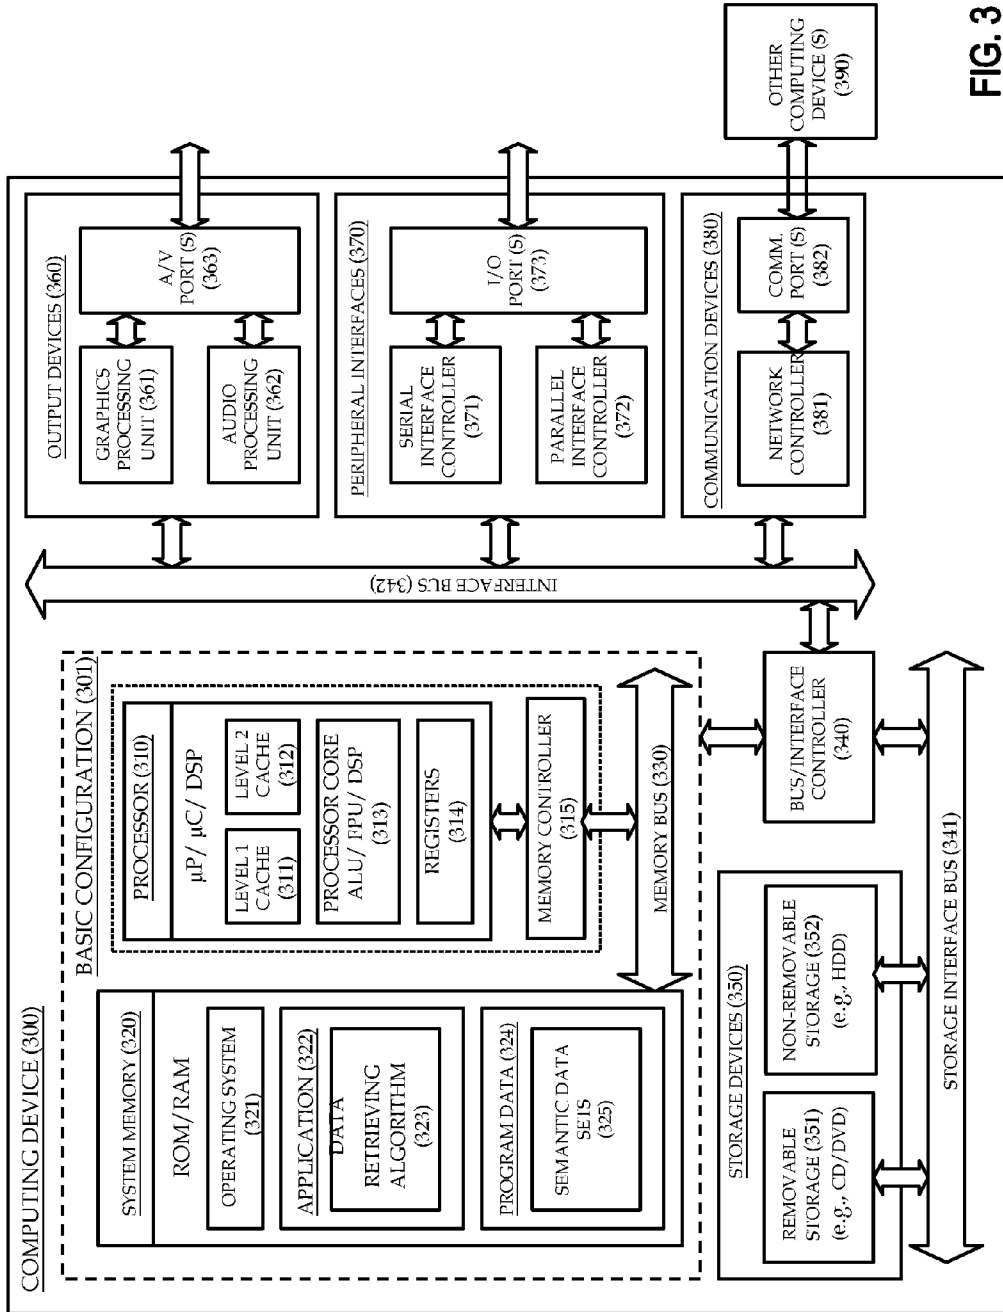 COMPUTING DEVICE (300)
BASIC CONFIGURATION (301)
SYSTEM MEMORY (320)
ROM/RAM
OPERATING SYSTEM
(321)
APPLICATION (322)
DATA
RETRIEVING
ALGORITHM
(323)
PROGRAM DATA (324)
SEMANTIC DATA
SETS
(325)
PROCESSOR (310)
µP/ µC/ DSP
LEVEL 1
CACHE
(311)
LEVEL 2
CACHE
(312)
PROCESSOR CORE
ALU/ FPU/ DSP
(313)
REGISTERS
(314)
MEMORY CONTROLLER
(315)
MEMORY BUS (330)
BUS/INTERFACE
CONTROLLER
(340)
INTERFACE BUS (342)
OUTPUT DEVICES (360)
GRAPHICS
PROCESSING
UNIT (361)
AUDIO
PROCESSING
UNIT (362)
A/V
PORT (S)
(363)
PERIPHERAL INTERFACES (370)
SERIAL
INTERFACE
CONTROLLER
(371)
PARALLEL
INTERFACE
CONTROLLER
(372)
I/O
PORT (S)
(373)
COMMUNICATION DEVICES (380)
NETWORK
CONTROLLER
(381)
COMM.
PORT (S)
(382)
OTHER
COMPUTING
DEVICE (S)
(390)
STORAGE DEVICES (350)
REMOVABLE
STORAGE (351)
(e.g., CD/DVD)
NON-REMOVABLE
STORAGE (352)
(e.g., HDD)
STORAGE INTERFACE BUS (341)
FIG. 3